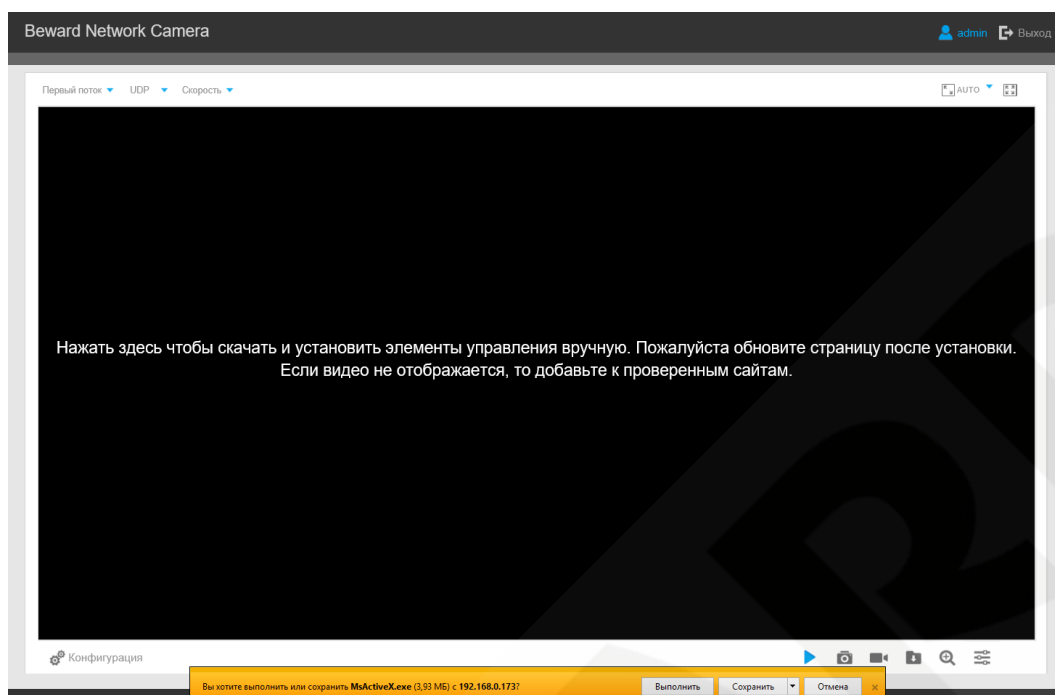 Beward Network Camera
admin Выход
Первый поток UDP Скорость AUTO
Нажать здесь чтобы скачать и установить элементы управления вручную. Пожалуйста обновите страницу после установки.
Если видео не отображается, то добавьте к проверенным сайтам.
Конфигурация
Вы хотите выполнить или сохранить MsActiveX.exe (3,93 МБ) с 192.168.0.173? Выполнить Сохранить Отмена